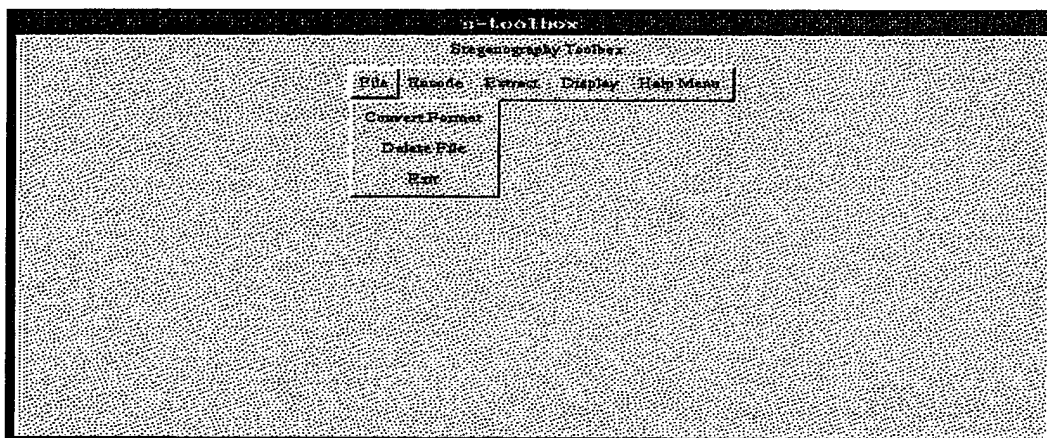 s-toolbox
Steganography Toolbox
File Encode Extract Display Help Menu
Convert Format
Delete File
Exit